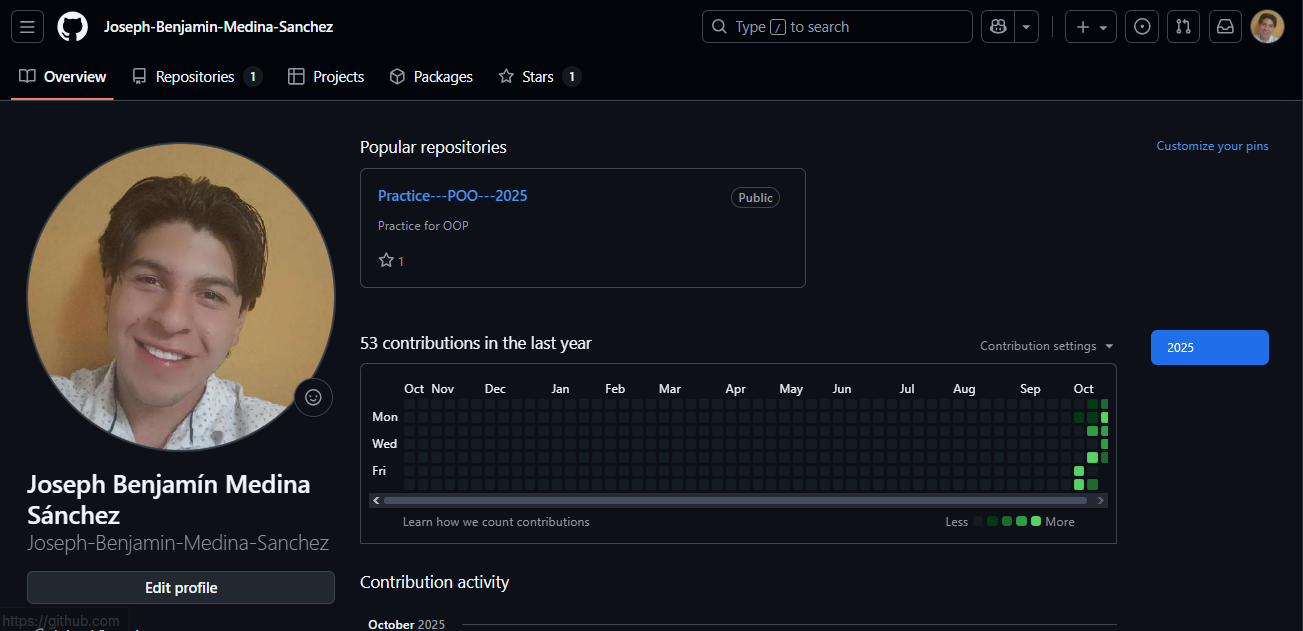 Joseph-Benjamin-Medina-Sanchez
Type / to search
Overview
Repositories 1
Projects
Packages
Stars 1
Popular repositories
Customize your pins
Practice---POO---2025
Public
Practice for OOP
1
53 contributions in the last year
Contribution settings
2025
Oct Nov Dec Jan Feb Mar Apr May Jun Jul Aug Sep Oct
Mon
Wed
Fri
Learn how we count contributions
Less More
Joseph Benjamín Medina
Sánchez
Joseph-Benjamin-Medina-Sanchez
Edit profile
Contribution activity
October 2025
https://github.com